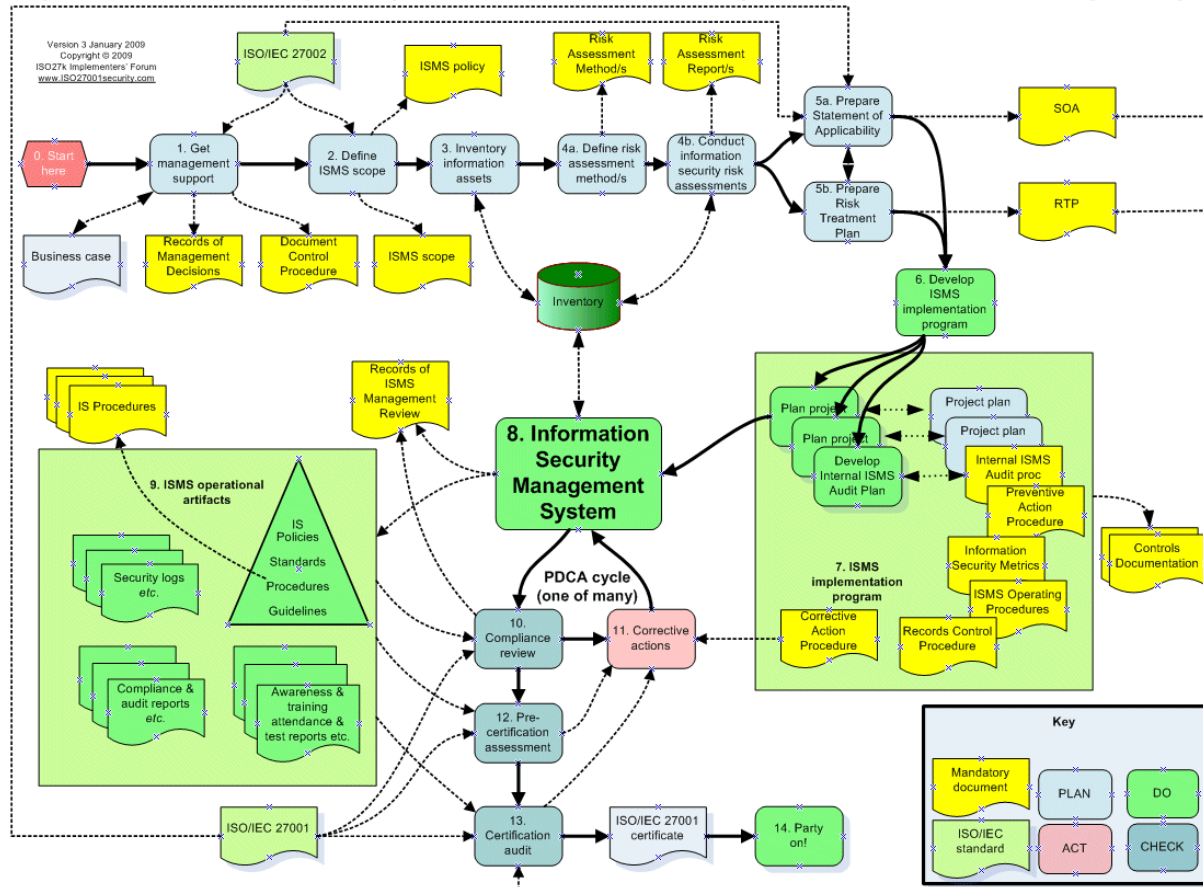 Version 3 January 2009
Copyright © 2009
ISO27k Implementers' Forum
www.ISO27001security.com
ISO/IEC 27002
ISMS policy
Risk
Assessment
Method/s
Risk
Assessment
Report/s
5a. Prepare
Statement of
Applicability
SOA
0. Start
here
1. Get
management
support
2. Define
ISMS scope
3. Inventory
information
assets
4a. Define risk
assessment
method/s
4b. Conduct
information
security risk
assessments
5b. Prepare
Risk
Treatment
Plan
RTP
Business case
Records of
Management
Decisions
Document
Control
Procedure
ISMS scope
Inventory
6. Develop
ISMS
implementation
program
IS Procedures
Records of
ISMS
Management
Review
Plan project
Plan project
Develop
Internal ISMS
Audit Plan
Project plan
Project plan
Internal ISMS
Audit proc
Preventive
Action
Procedure
Controls
Documentation
Information
Security Metrics
ISMS Operating
Procedures
7. ISMS
implementation
program
Corrective
Action
Procedure
Records Control
Procedure
8. Information
Security
Management
System
9. ISMS operational
artifacts
IS
Policies
Standards
Procedures
Guidelines
Security logs
etc.
Compliance &
audit reports
etc.
Awareness &
training
attendance &
test reports etc.
PDCA cycle
(one of many)
10.
Compliance
review
11. Corrective
actions
12. Pre-
certification
assessment
ISO/IEC 27001
13.
Certification
audit
ISO/IEC 27001
certificate
14. Party
on!
Key
Mandatory
document
PLAN
DO
ISO/IEC
standard
ACT
CHECK